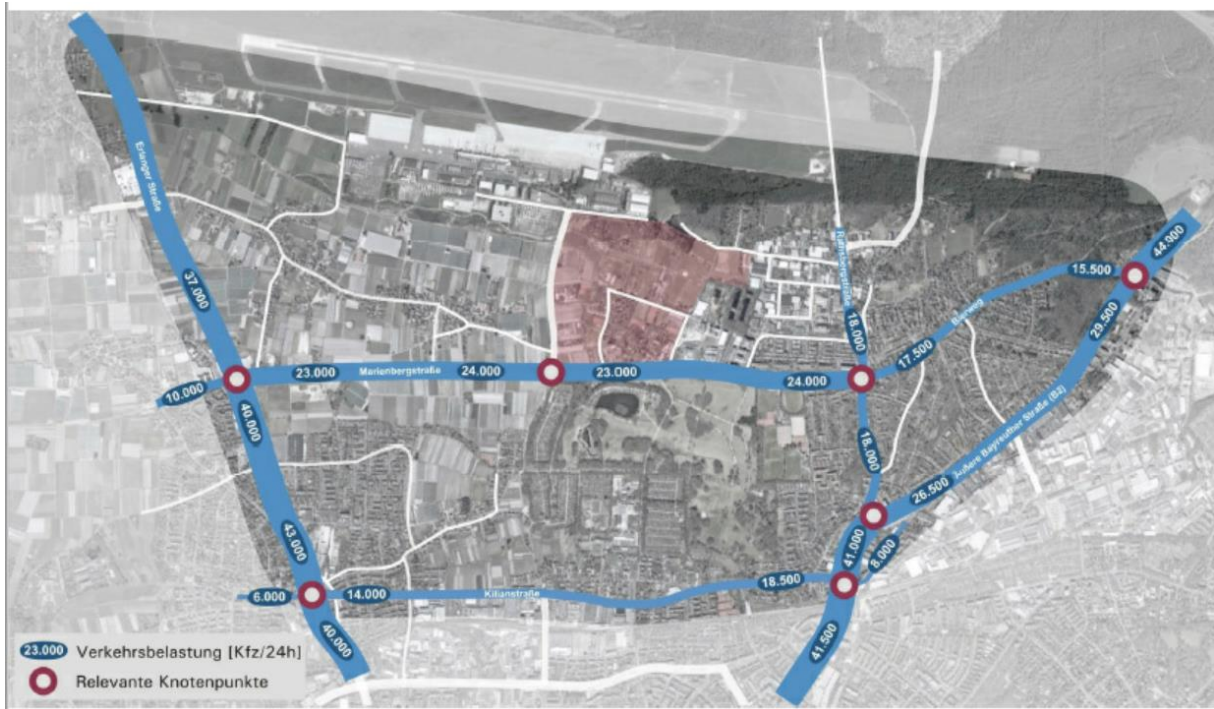 44.000
Erlanger Straße
Rathsbergstraße
15.500
37.000
Bierweg
29.500
18.000
17.500
23.000
Marienbergstraße
24.000
23.000
24.000
10.000
40.000
18.000
Äußere Bayreuther Straße (B2)
26.500
43.000
41.000
8.000
18.500
6.000
14.000
Kilianstraße
40.000
41.500
23.000 Verkehrsbelastung [Kfz/24h]
Relevante Knotenpunkte